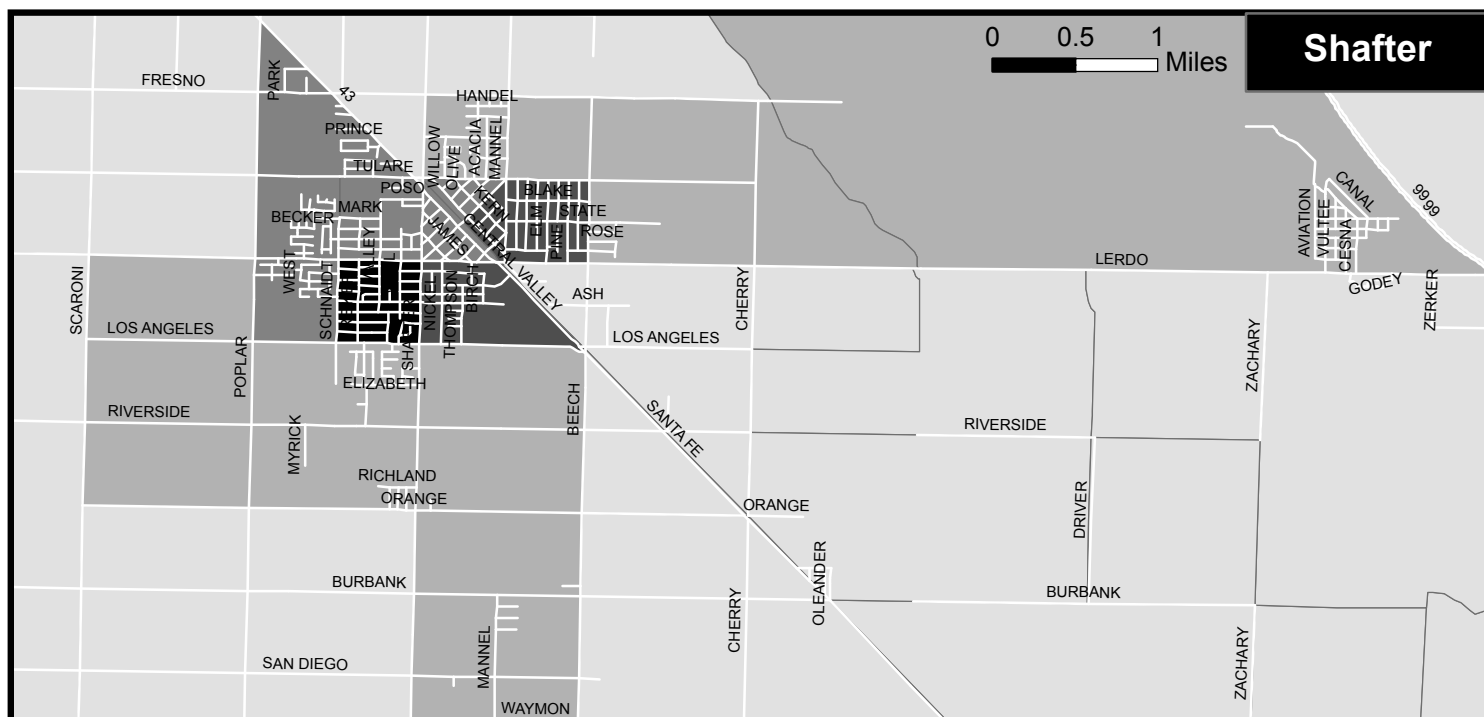 0 0.5 1
Miles
Shafter
FRESNO
PARK
43
HANDEL
PRINCE
WILLOW
OLIVE
ACACIA
MANNEL
TULARE
POSO
KERN
BLAKE
MARK
BECKER
JAMES
CENTRAL VALLEY
ELM
STATE
PINE
ROSE
AVIATION
VULTEE
CESNA
CANAL
99
99
LERDO
GODEY
ZERKER
SCARONI
WEST
SCHNAIDT
NICKEL
THOMPSON
BIRCH
ASH
CHERRY
LOS ANGELES
LOS ANGELES
POPLAR
ELIZABETH
ZACHARY
RIVERSIDE
MYRICK
BEECH
SANTA FE
RIVERSIDE
RICHLAND
ORANGE
ORANGE
DRIVER
BURBANK
OLEANDER
BURBANK
CHERRY
SAN DIEGO
MANNEL
ZACHARY
WAYMON